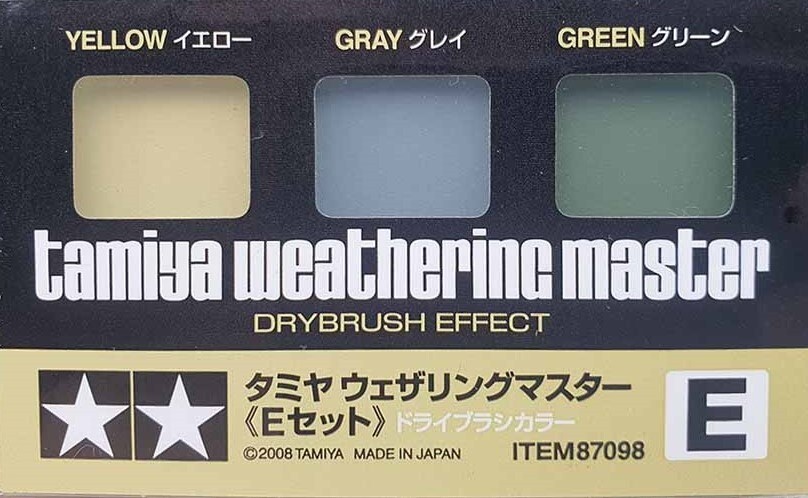 YELLOW イエロー
GRAY グレイ
GREEN グリーン
tamiya weathering master
DRYBRUSH EFFECT
タミヤ ウェザリングマスター
《Eセット》ドライブラシカラー
©2008 TAMIYA MADE IN JAPAN
ITEM87098
E